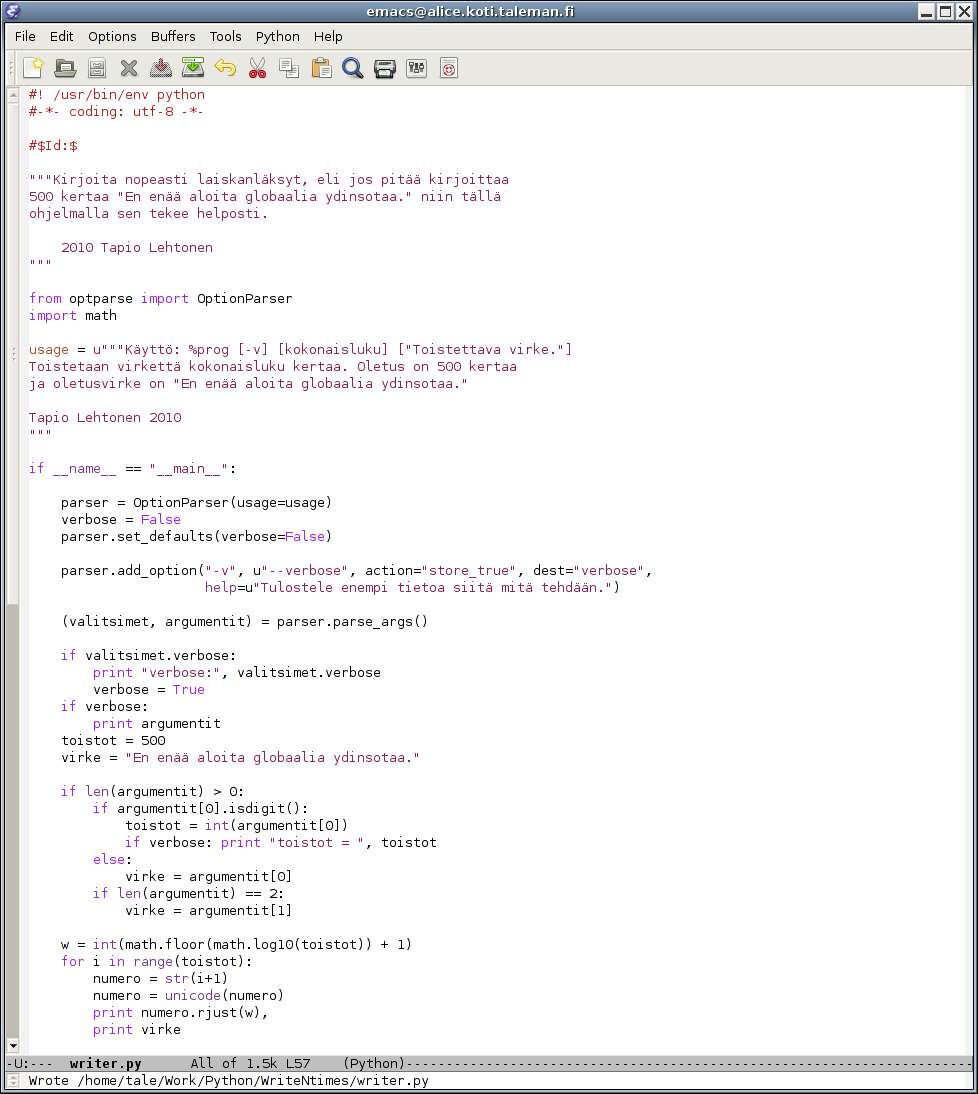 emacs@alice.koti.taleman.fi
File Edit Options Buffers Tools Python Help
#! /usr/bin/env python
#-*- coding: utf-8 -*-

#$Id:$

"""Kirjoita nopeasti laiskanläksyt, eli jos pitää kirjoittaa
500 kertaa "En enää aloita globaalia ydinsotaa." niin tällä
ohjelmalla sen tekee helposti.

    2010 Tapio Lehtonen
"""

from optparse import OptionParser
import math

usage = u"""Käyttö: %prog [-v] [kokonaisluku] ["Toistettava virke."]
Toistetaan virkettä kokonaisluku kertaa. Oletus on 500 kertaa
ja oletusvirke on "En enää aloita globaalia ydinsotaa."

Tapio Lehtonen 2010
"""

if __name__ == "__main__":

    parser = OptionParser(usage=usage)
    verbose = False
    parser.set_defaults(verbose=False)

    parser.add_option("-v", u"--verbose", action="store_true", dest="verbose",
                      help=u"Tulostele enempi tietoa siitä mitä tehdään.")

    (valitsimet, argumentit) = parser.parse_args()

    if valitsimet.verbose:
        print "verbose:", valitsimet.verbose
        verbose = True
    if verbose:
        print argumentit
    toistot = 500
    virke = "En enää aloita globaalia ydinsotaa."

    if len(argumentit) > 0:
        if argumentit[0].isdigit():
            toistot = int(argumentit[0])
            if verbose: print "toistot = ", toistot
        else:
            virke = argumentit[0]
        if len(argumentit) == 2:
            virke = argumentit[1]

    w = int(math.floor(math.log10(toistot)) + 1)
    for i in range(toistot):
        numero = str(i+1)
        numero = unicode(numero)
        print numero.rjust(w),
        print virke

-U:--- writer.py All of 1.5k L57 (Python)----------------------------------------------------------------------
Wrote /home/tale/Work/Python/WriteNtimes/writer.py